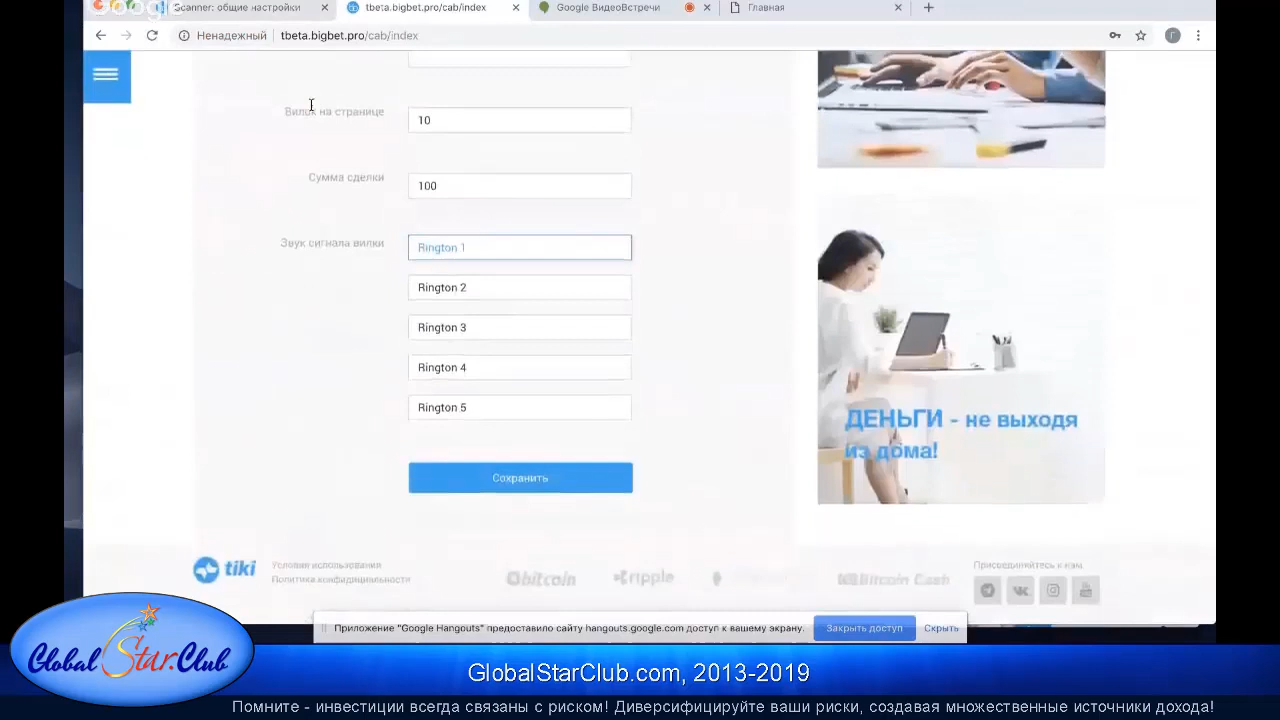 Google
Scanner: общие настройки
tbeta.bigbet.pro/cab/index
Google ВидеоВстречи
Главная
Ненадежный
tbeta.bigbet.pro/cab/index
Г
Вилок на странице
10
Сумма сделки
100
Звук сигнала вилки
Rington 1
Rington 2
Rington 3
Rington 4
Rington 5
Сохранить
ДЕНЬГИ - не выходя
из дома!
tiki
Условия использования
Политика конфидициальности
bitcoin
ripple
Bitcoin Cash
Присоединяйтесь к нам
Приложение "Google Hangouts" предоставило сайту hangouts.google.com доступ к вашему экрану.
Закрыть доступ
Скрыть
Global Star.Club
GlobalStarClub.com, 2013-2019
Помните - инвестиции всегда связаны с риском! Диверсифицируйте ваши риски, создавая множественные источники дохода!